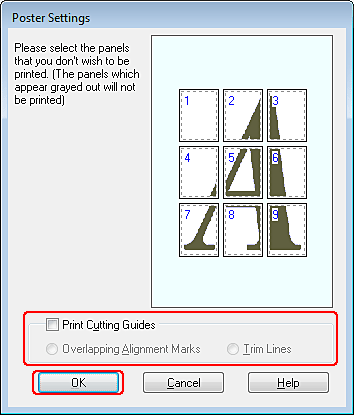 Poster Settings
Please select the panels
that you don't wish to be
printed. (The panels which
appear grayed out will not
be printed)
1 2 3
4 5 6
7 8 9
Print Cutting Guides
Overlapping Alignment Marks Trim Lines
OK Cancel Help